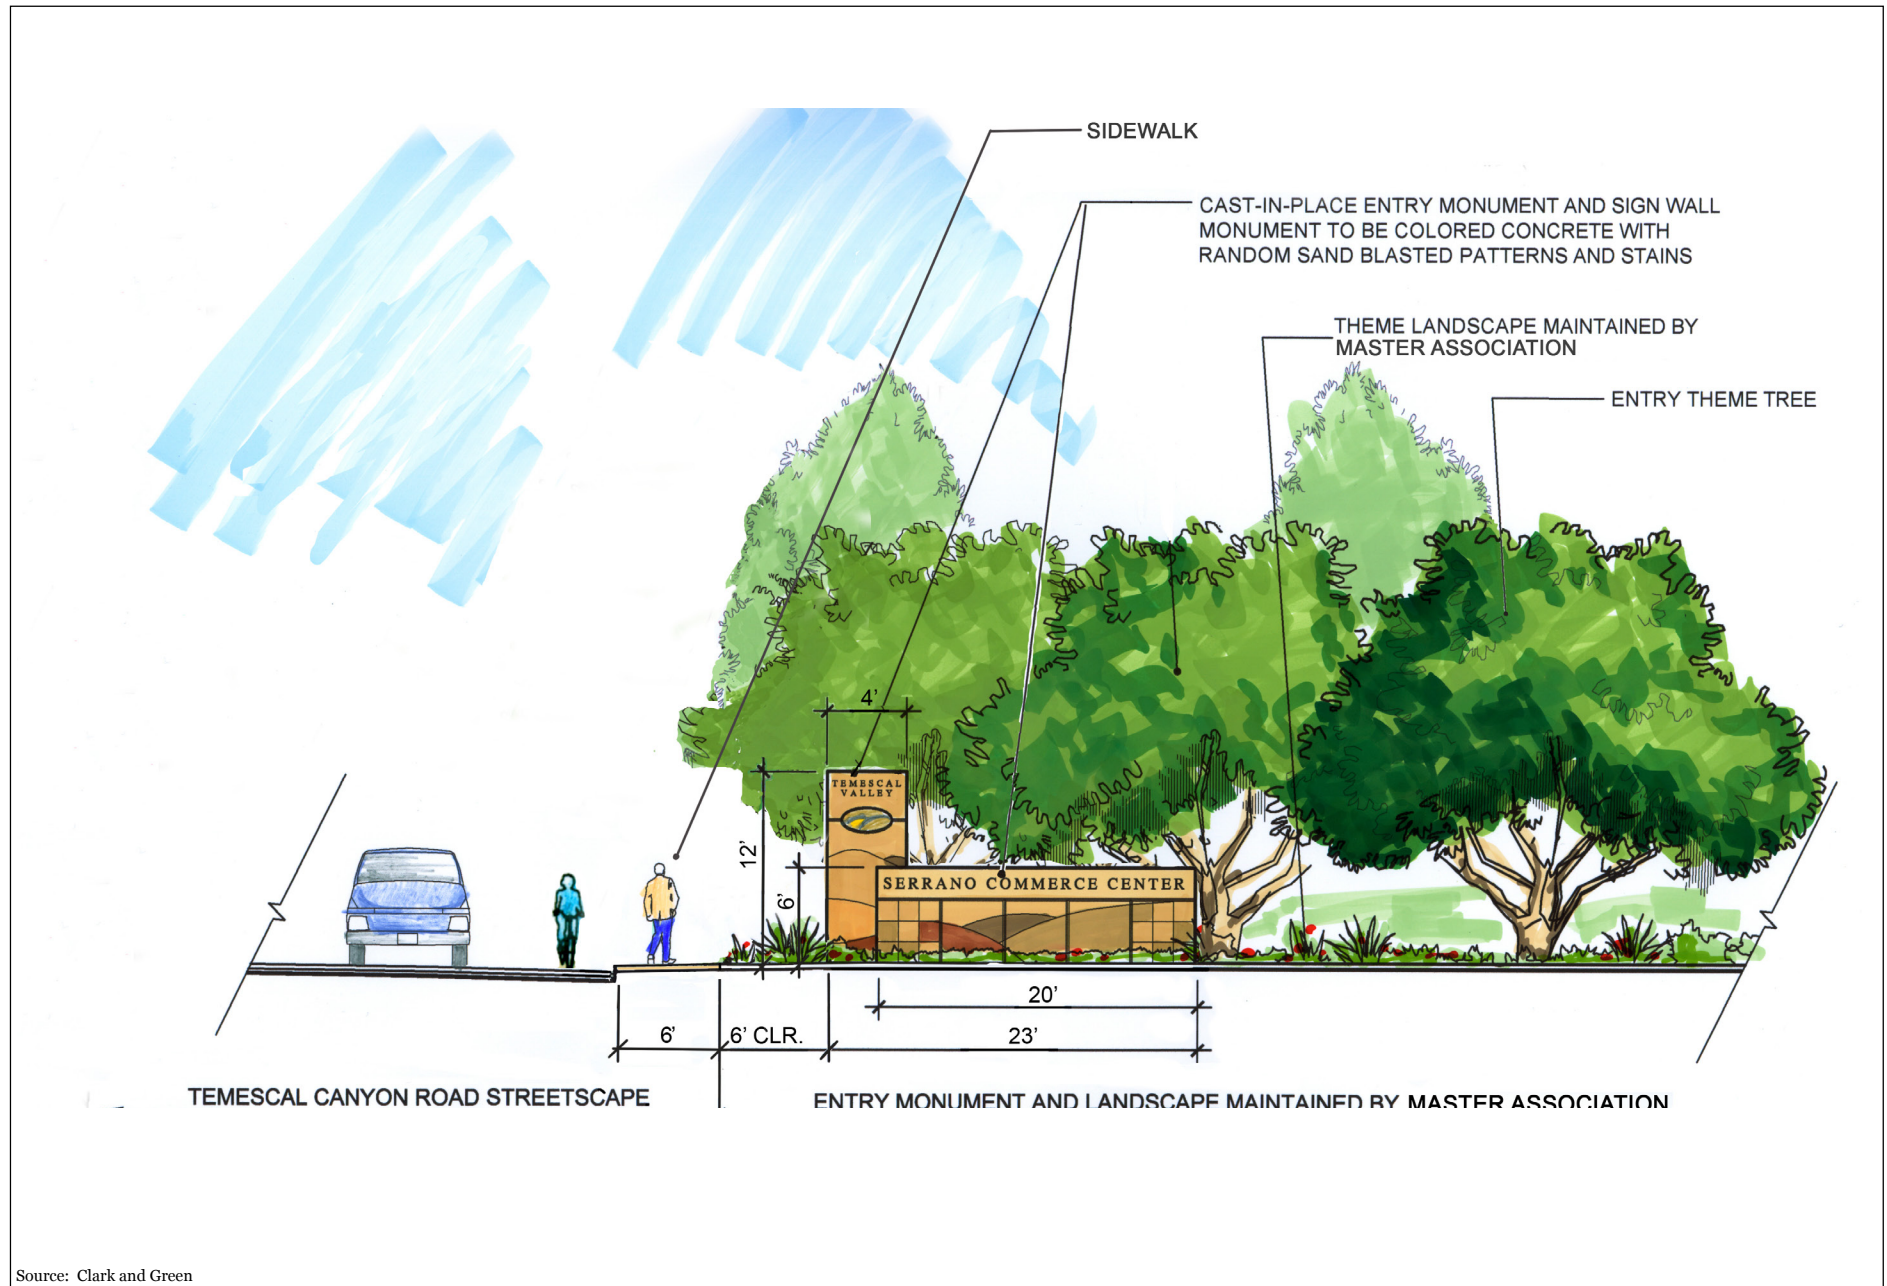 SIDEWALK
CAST-IN-PLACE ENTRY MONUMENT AND SIGN WALL
MONUMENT TO BE COLORED CONCRETE WITH
RANDOM SAND BLASTED PATTERNS AND STAINS
THEME LANDSCAPE MAINTAINED BY
MASTER ASSOCIATION
ENTRY THEME TREE
4'
12'
6'
TEMESCAL
VALLEY
SERRANO COMMERCE CENTER
20'
6'
6' CLR.
23'
TEMESCAL CANYON ROAD STREETSCAPE
ENTRY MONUMENT AND LANDSCAPE MAINTAINED BY MASTER ASSOCIATION
Source: Clark and Green